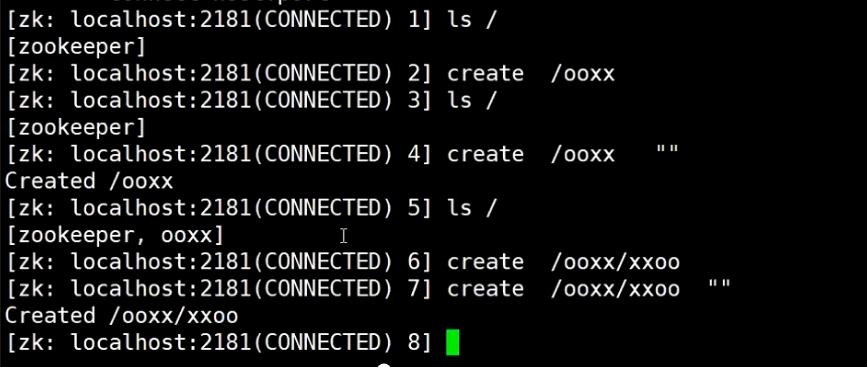 [zk: localhost:2181(CONNECTED) 1] ls /
[zookeeper]
[zk: localhost:2181(CONNECTED) 2] create  /ooxx
[zk: localhost:2181(CONNECTED) 3] ls /
[zookeeper]
[zk: localhost:2181(CONNECTED) 4] create  /ooxx   ""
Created /ooxx
[zk: localhost:2181(CONNECTED) 5] ls /
[zookeeper, ooxx]
[zk: localhost:2181(CONNECTED) 6] create  /ooxx/xxoo
[zk: localhost:2181(CONNECTED) 7] create  /ooxx/xxoo  ""
Created /ooxx/xxoo
[zk: localhost:2181(CONNECTED) 8]